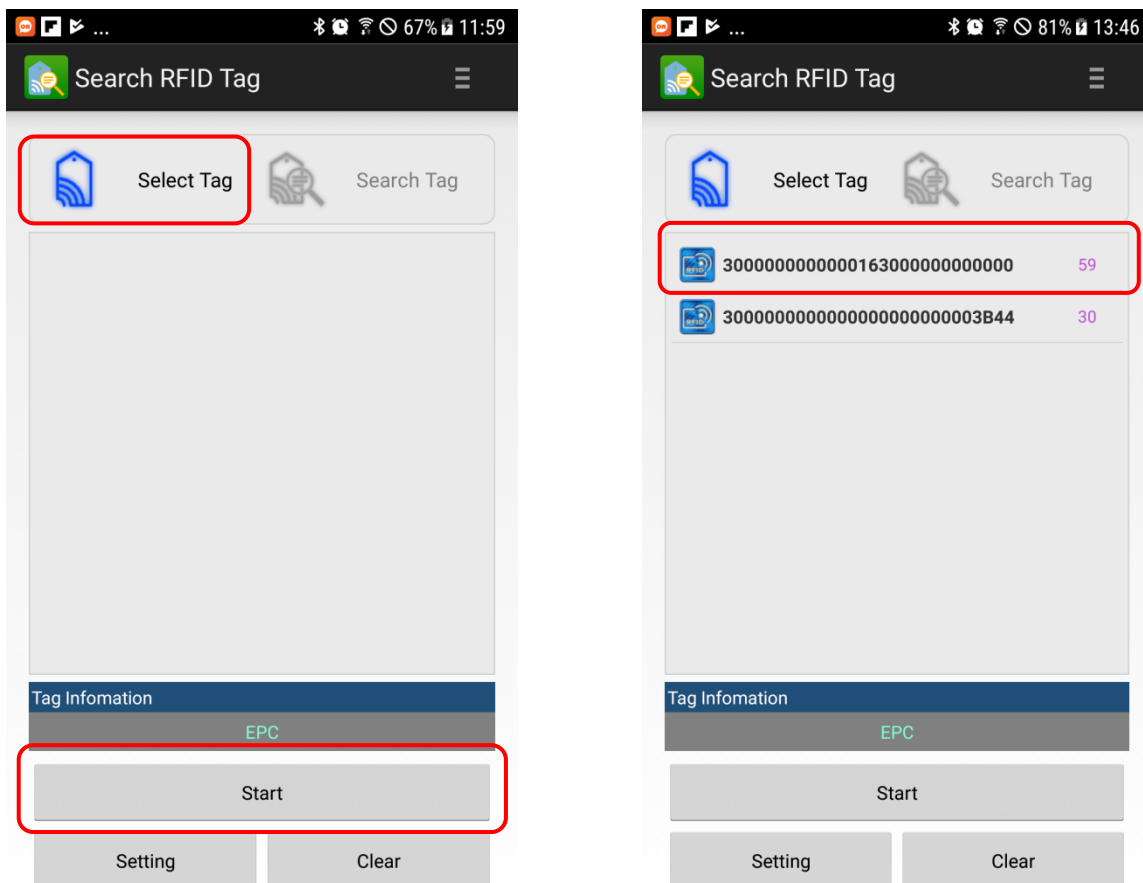 ... 67% 11:59
Search RFID Tag
Select Tag Search Tag
Tag Infomation
EPC
Start
Setting Clear
... 81% 13:46
Search RFID Tag
Select Tag Search Tag
300000000000163000000000000 59
300000000000000000000003B44 30
Tag Infomation
EPC
Start
Setting Clear